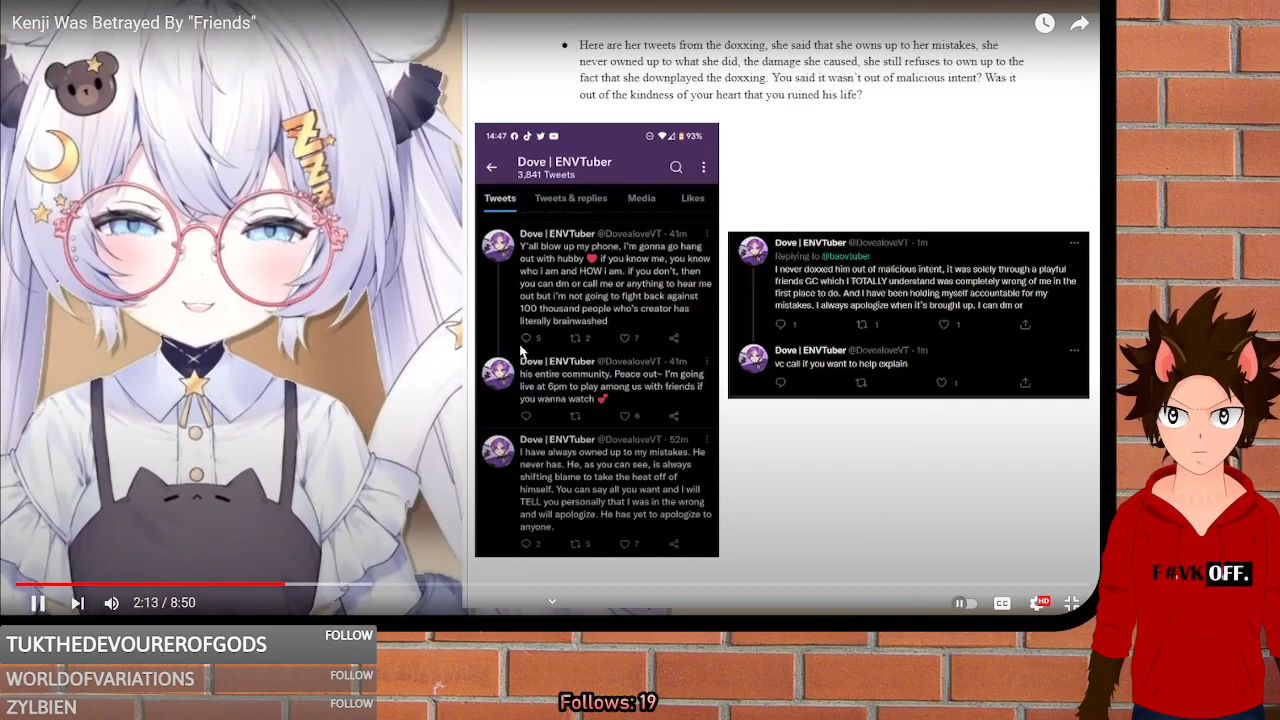 Kenji Was Betrayed By "Friends"
Here are her tweets from the doxxing, she said that she owns up to her mistakes, she
never owned up to what she did, the damage she caused, she still refuses to own up to the
fact that she downplayed the doxxing. You said it wasn't out of malicious intent? Was it
out of the kindness of your heart that you ruined his life?
14:47
93%
Dove | ENVTuber
3,841 Tweets
Tweets Tweets & replies Media Likes
Dove | ENVTuber @DovealoveVT · 41m
Y'all blow up my phone, i'm gonna go hang
out with hubby ❤ if you know me, you know
who i am and HOW i am. if you don't, then
you can dm or call me or anything to hear me
out but i'm not going to fight back against
100 thousand people who's creator has
literally brainwashed
5 2 7
Dove | ENVTuber @DovealoveVT · 41m
his entire community. Peace out~ I'm going
live at 6pm to play among us with friends if
you wanna watch 💕
6
Dove | ENVTuber @DovealoveVT · 52m
I have always owned up to my mistakes. He
never has. He, as you can see, is always
shifting blame to take the heat off of
himself. You can say all you want and I will
TELL you personally that I was in the wrong
and will apologize. He has yet to apologize to
anyone.
2 5 7
Dove | ENVTuber @DovealoveVT · 1m
Replying to @baovtuber
I never doxxed him out of malicious intent, it was solely through a playful
friends GC which I TOTALLY understand was completely wrong of me in the
first place to do. And I have been holding myself accountable for my
mistakes. I always apologize when it's brought up. I can dm or
1 1 1
Dove | ENVTuber @DovealoveVT · 1m
vc call if you want to help explain
1
ZZZZ
F#VK OFF.
2:13 / 8:50
CC
HD
TUKTHEDEVOUREROFGODS FOLLOW
WORLDOFVARIATIONS FOLLOW
ZYLBIEN FOLLOW
Follows: 19